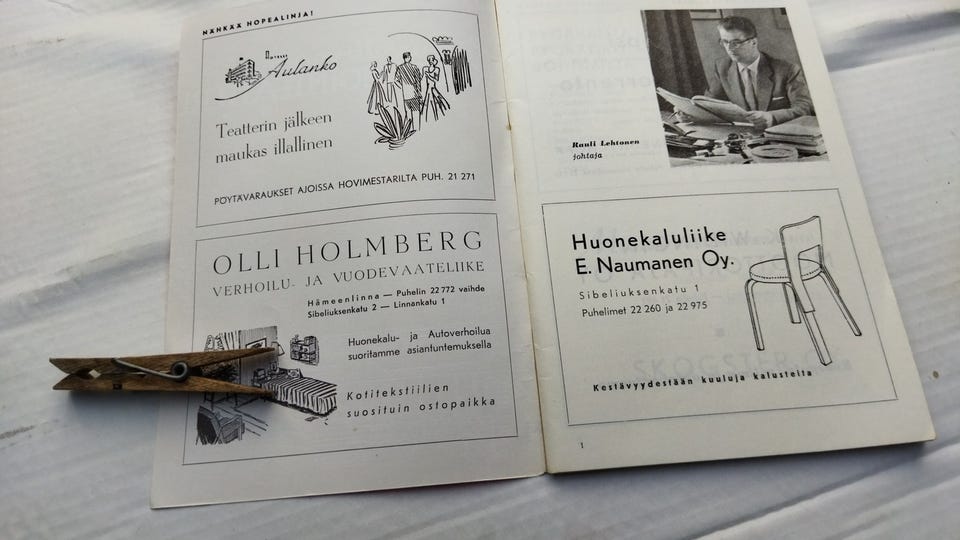 NÄHKÄÄ HOPEALINJA!
Aulanko
Teatterin jälkeen
maukas illallinen
PÖYTÄVARAUKSET AJOISSA HOVIMESTARILTA PUH. 21 271
OLLI HOLMBERG
VERHOILU- JA VUODEVAATELIIKE
Hämeenlinna — Puhelin 22 772 vaihde
Sibeliuksenkatu 2 — Linnankatu 1
Huonekalu- ja Autoverhoilua
suoritamme asiantuntemuksella
Kotitekstiilien
suosituin ostopaikka
Rauli Lehtonen
johtaja
Huonekaluliike
E. Naumanen Oy.
Sibeliuksenkatu 1
Puhelimet 22 260 ja 22 975
Kestävyydestään kuuluja kalusteita
1